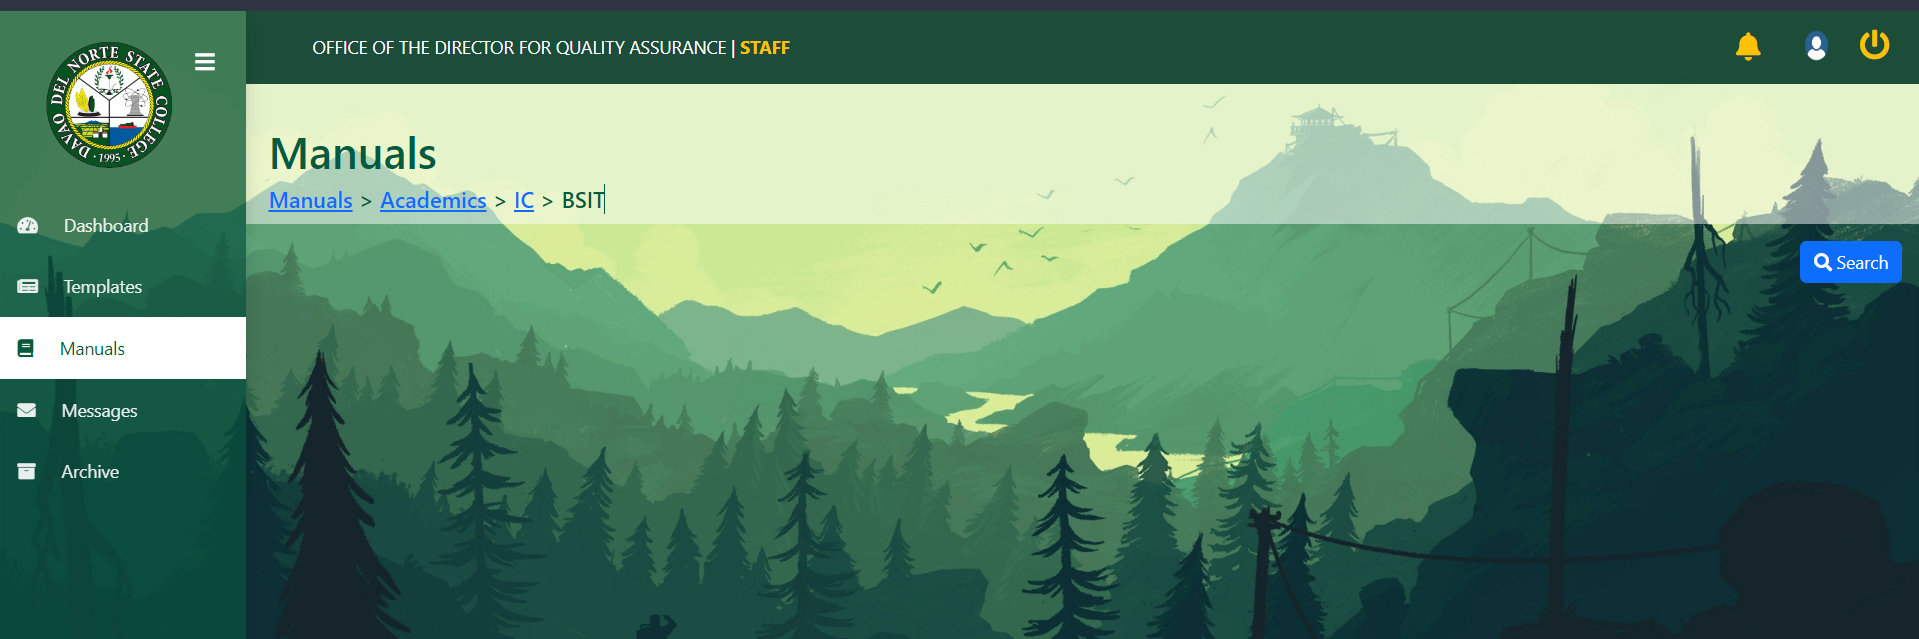 DAVAO DEL NORTE STATE COLLEGE
· 1995 ·
OFFICE OF THE DIRECTOR FOR QUALITY ASSURANCE | STAFF
Manuals
Manuals > Academics > IC > BSIT
Search
Dashboard
Templates
Manuals
Messages
Archive